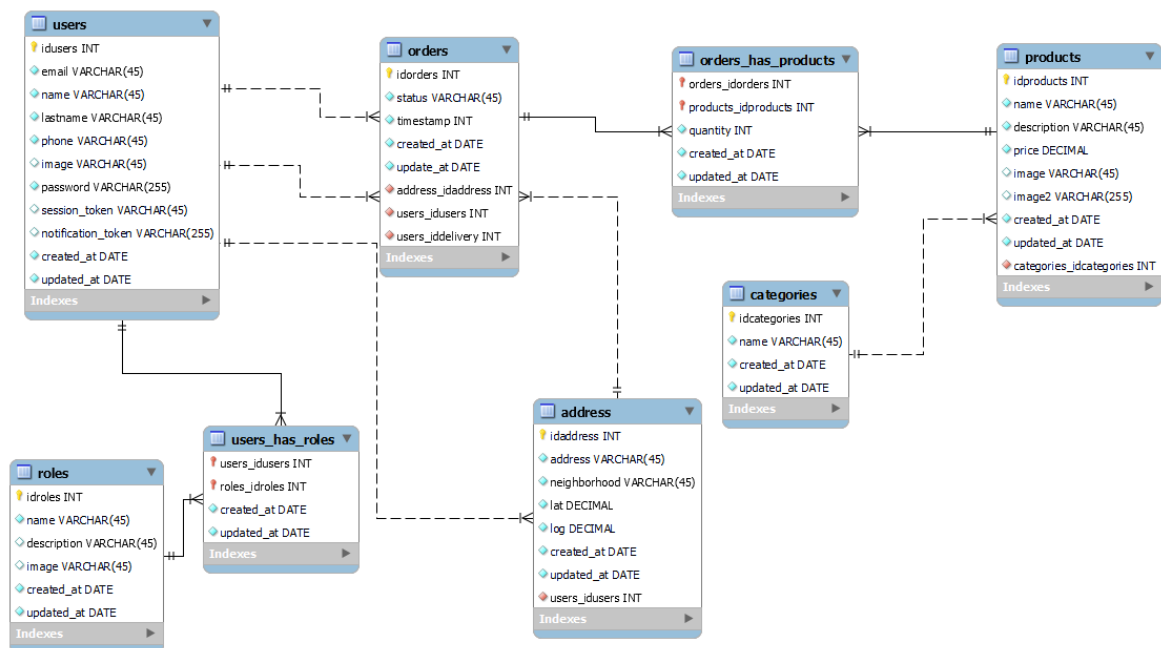 users
idusers INT
email VARCHAR(45)
name VARCHAR(45)
lastname VARCHAR(45)
phone VARCHAR(45)
image VARCHAR(45)
password VARCHAR(255)
session_token VARCHAR(45)
notification_token VARCHAR(255)
created_at DATE
updated_at DATE
Indexes
orders
idorders INT
status VARCHAR(45)
timestamp INT
created_at DATE
update_at DATE
address_idaddress INT
users_idusers INT
users_iddelivery INT
Indexes
orders_has_products
orders_idorders INT
products_idproducts INT
quantity INT
created_at DATE
updated_at DATE
Indexes
products
idproducts INT
name VARCHAR(45)
description VARCHAR(45)
price DECIMAL
image VARCHAR(45)
image2 VARCHAR(255)
created_at DATE
updated_at DATE
categories_idcategories INT
Indexes
categories
idcategories INT
name VARCHAR(45)
created_at DATE
updated_at DATE
Indexes
address
idaddress INT
address VARCHAR(45)
neighborhood VARCHAR(45)
lat DECIMAL
log DECIMAL
created_at DATE
updated_at DATE
users_idusers INT
Indexes
users_has_roles
users_idusers INT
roles_idroles INT
created_at DATE
updated_at DATE
Indexes
roles
idroles INT
name VARCHAR(45)
description VARCHAR(45)
image VARCHAR(45)
created_at DATE
updated_at DATE
Indexes